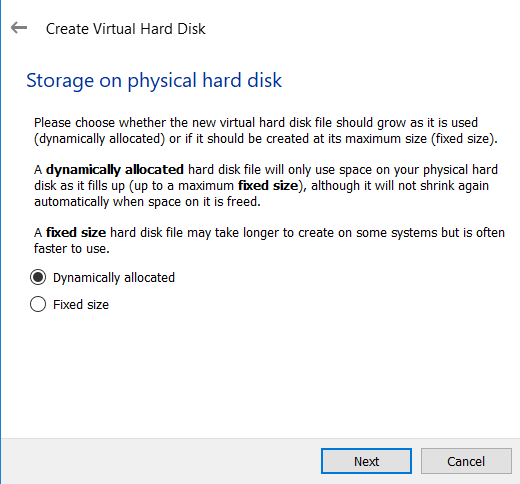 Create Virtual Hard Disk
Storage on physical hard disk
Please choose whether the new virtual hard disk file should grow as it is used
(dynamically allocated) or if it should be created at its maximum size (fixed size).
A dynamically allocated hard disk file will only use space on your physical hard
disk as it fills up (up to a maximum fixed size), although it will not shrink again
automatically when space on it is freed.
A fixed size hard disk file may take longer to create on some systems but is often
faster to use.
Dynamically allocated
Fixed size
Next
Cancel